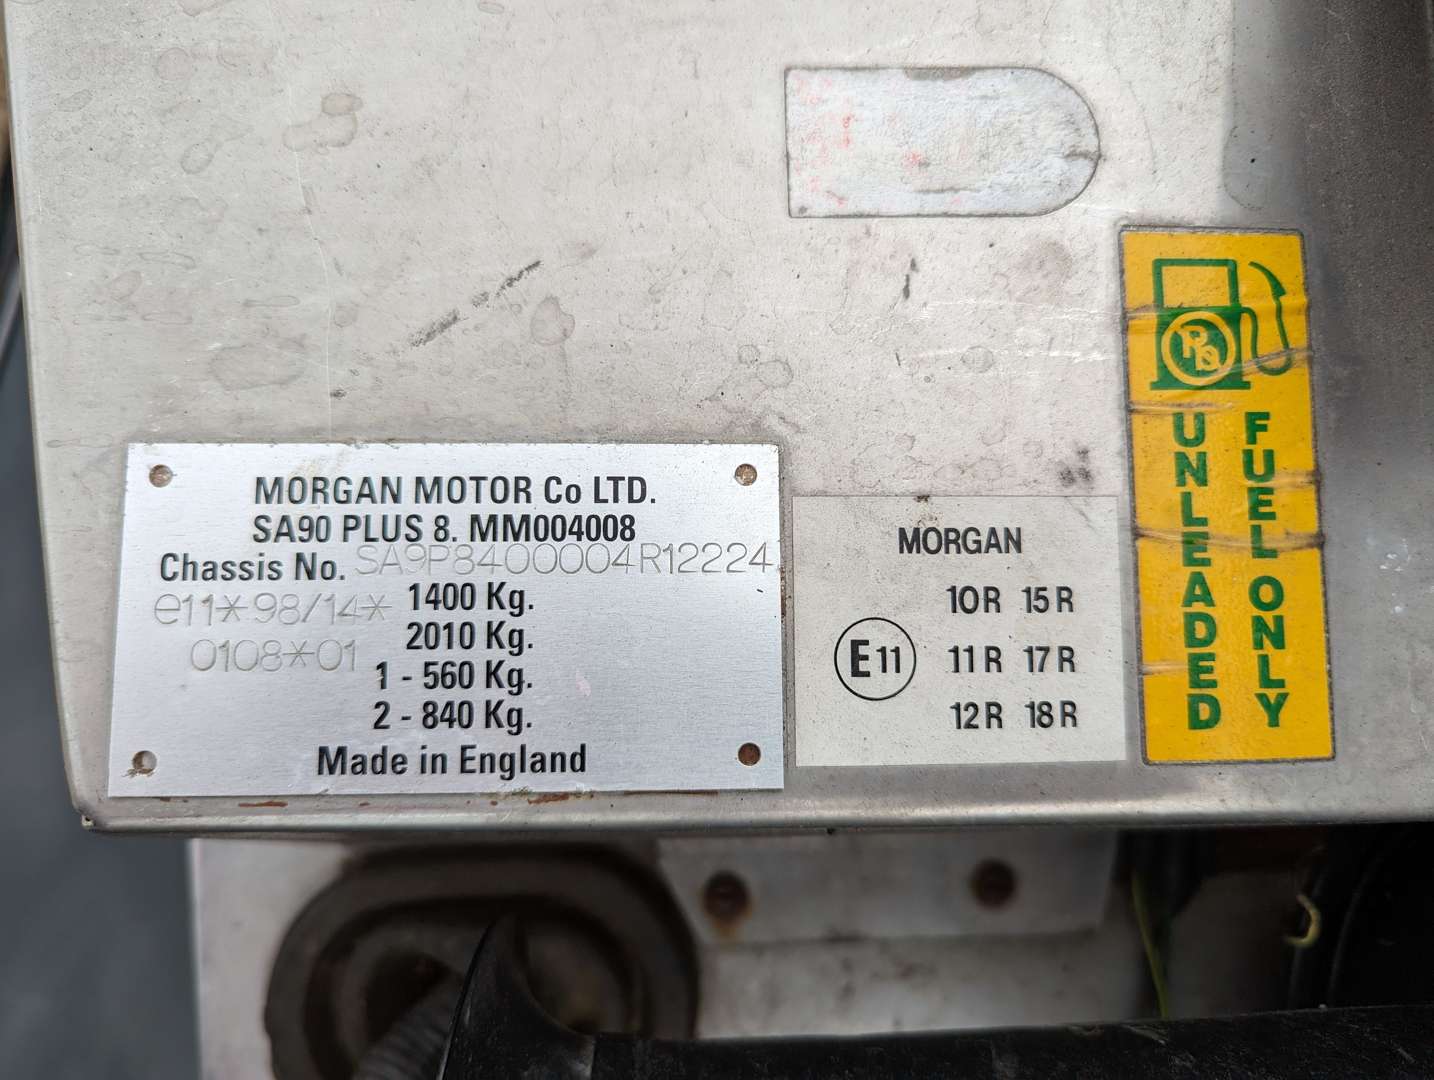 MORGAN MOTOR Co LTD.
SA90 PLUS 8. MM004008
Chassis No. SA9P8400004R12224
e11*98/14* 1400 Kg.
2010 Kg.
0108*01
1 - 560 Kg.
2 - 840 Kg.
Made in England
MORGAN
10R 15R
E11 11R 17R
12R 18R
Pb
UNLEADED
FUEL ONLY